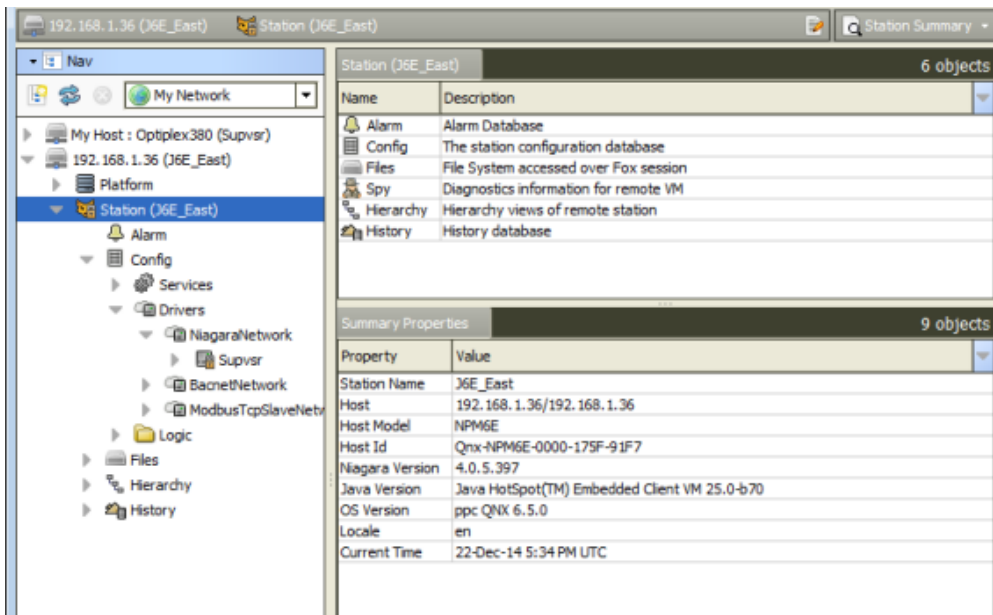 192.168.1.36 (J6E_East) Station (J6E_East) Station Summary
Nav
My Network
My Host : Optiplex380 (Supvsr)
192.168.1.36 (J6E_East)
Platform
Station (J6E_East)
Alarm
Config
Services
Drivers
NiagaraNetwork
Supvsr
BacnetNetwork
ModbusTcpSlaveNetw
Logic
Files
Hierarchy
History
Station (J6E_East) 6 objects
Name Description
Alarm Alarm Database
Config The station configuration database
Files File System accessed over Fox session
Spy Diagnostics information for remote VM
Hierarchy Hierarchy views of remote station
History History database
Summary Properties 9 objects
Property Value
Station Name J6E_East
Host 192.168.1.36/192.168.1.36
Host Model NPM6E
Host Id Qnx-NPM6E-0000-175F-91F7
Niagara Version 4.0.5.397
Java Version Java HotSpot(TM) Embedded Client VM 25.0-b70
OS Version ppc QNX 6.5.0
Locale en
Current Time 22-Dec-14 5:34 PM UTC